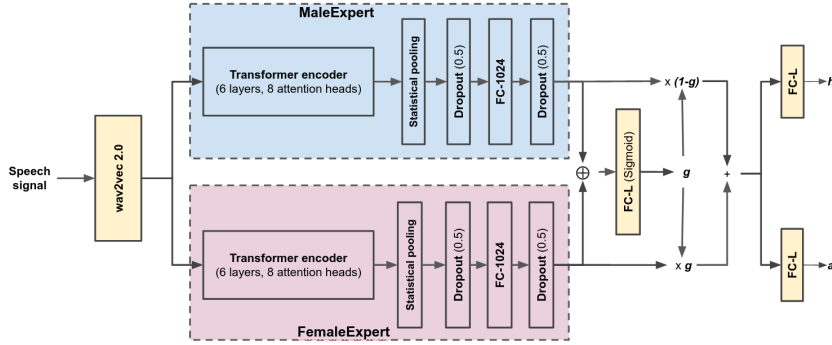 MaleExpert
Transformer encoder
(6 layers, 8 attention heads)
Statistical pooling
Dropout (0.5)
FC-1024
Dropout (0.5)
x (1-g)
FC-L
h
Speech
signal
wav2vec 2.0
⊕
FC-L (Sigmoid)
g
+
Transformer encoder
(6 layers, 8 attention heads)
Statistical pooling
Dropout (0.5)
FC-1024
Dropout (0.5)
x g
FC-L
a
FemaleExpert